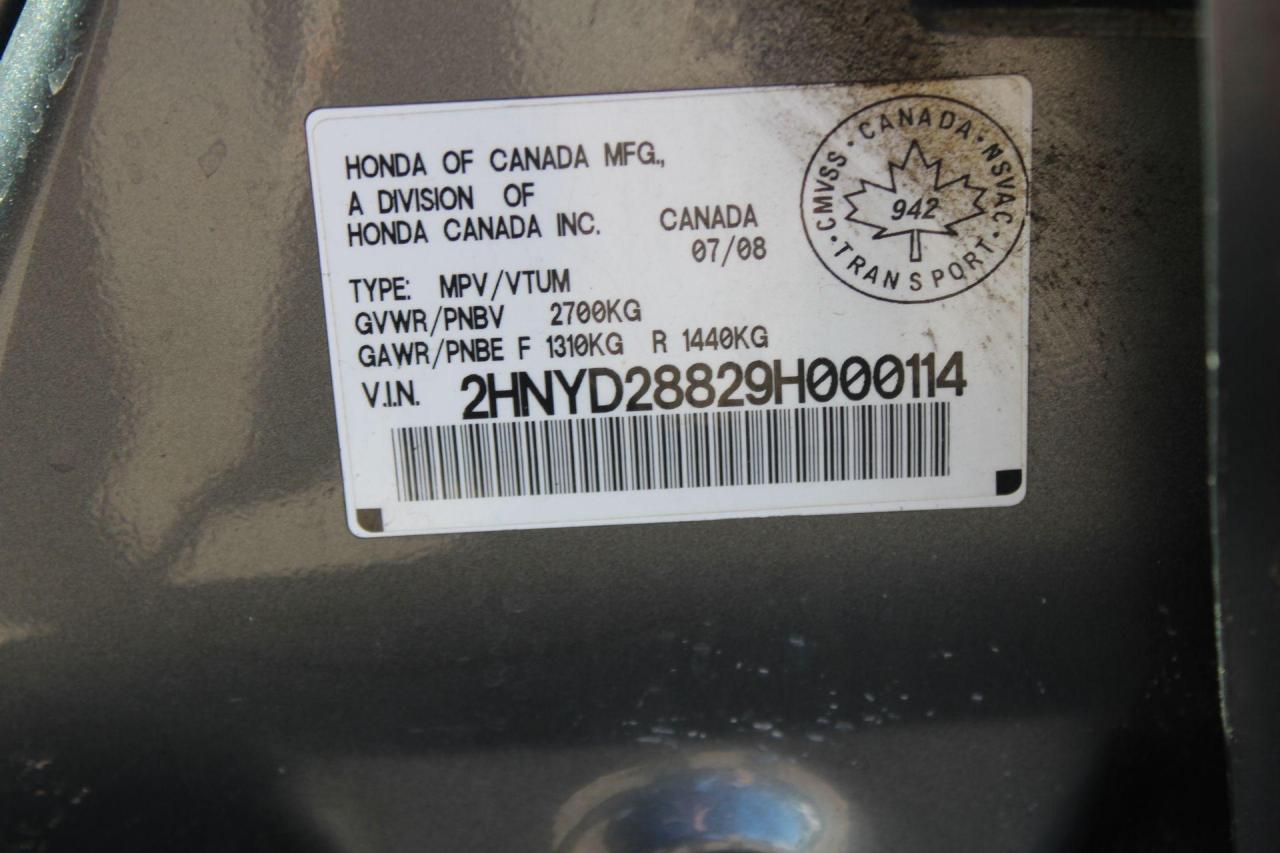 HONDA OF CANADA MFG.,
A DIVISION OF
HONDA CANADA INC. CANADA
07/08
TYPE: MPV/VTUM
GVWR/PNBV 2700KG
GAWR/PNBE F 1310KG R 1440KG
V.I.N. 2HNYD28829H000114
CMVSS · CANADA · NSVAC · TRANSPORT ·
942